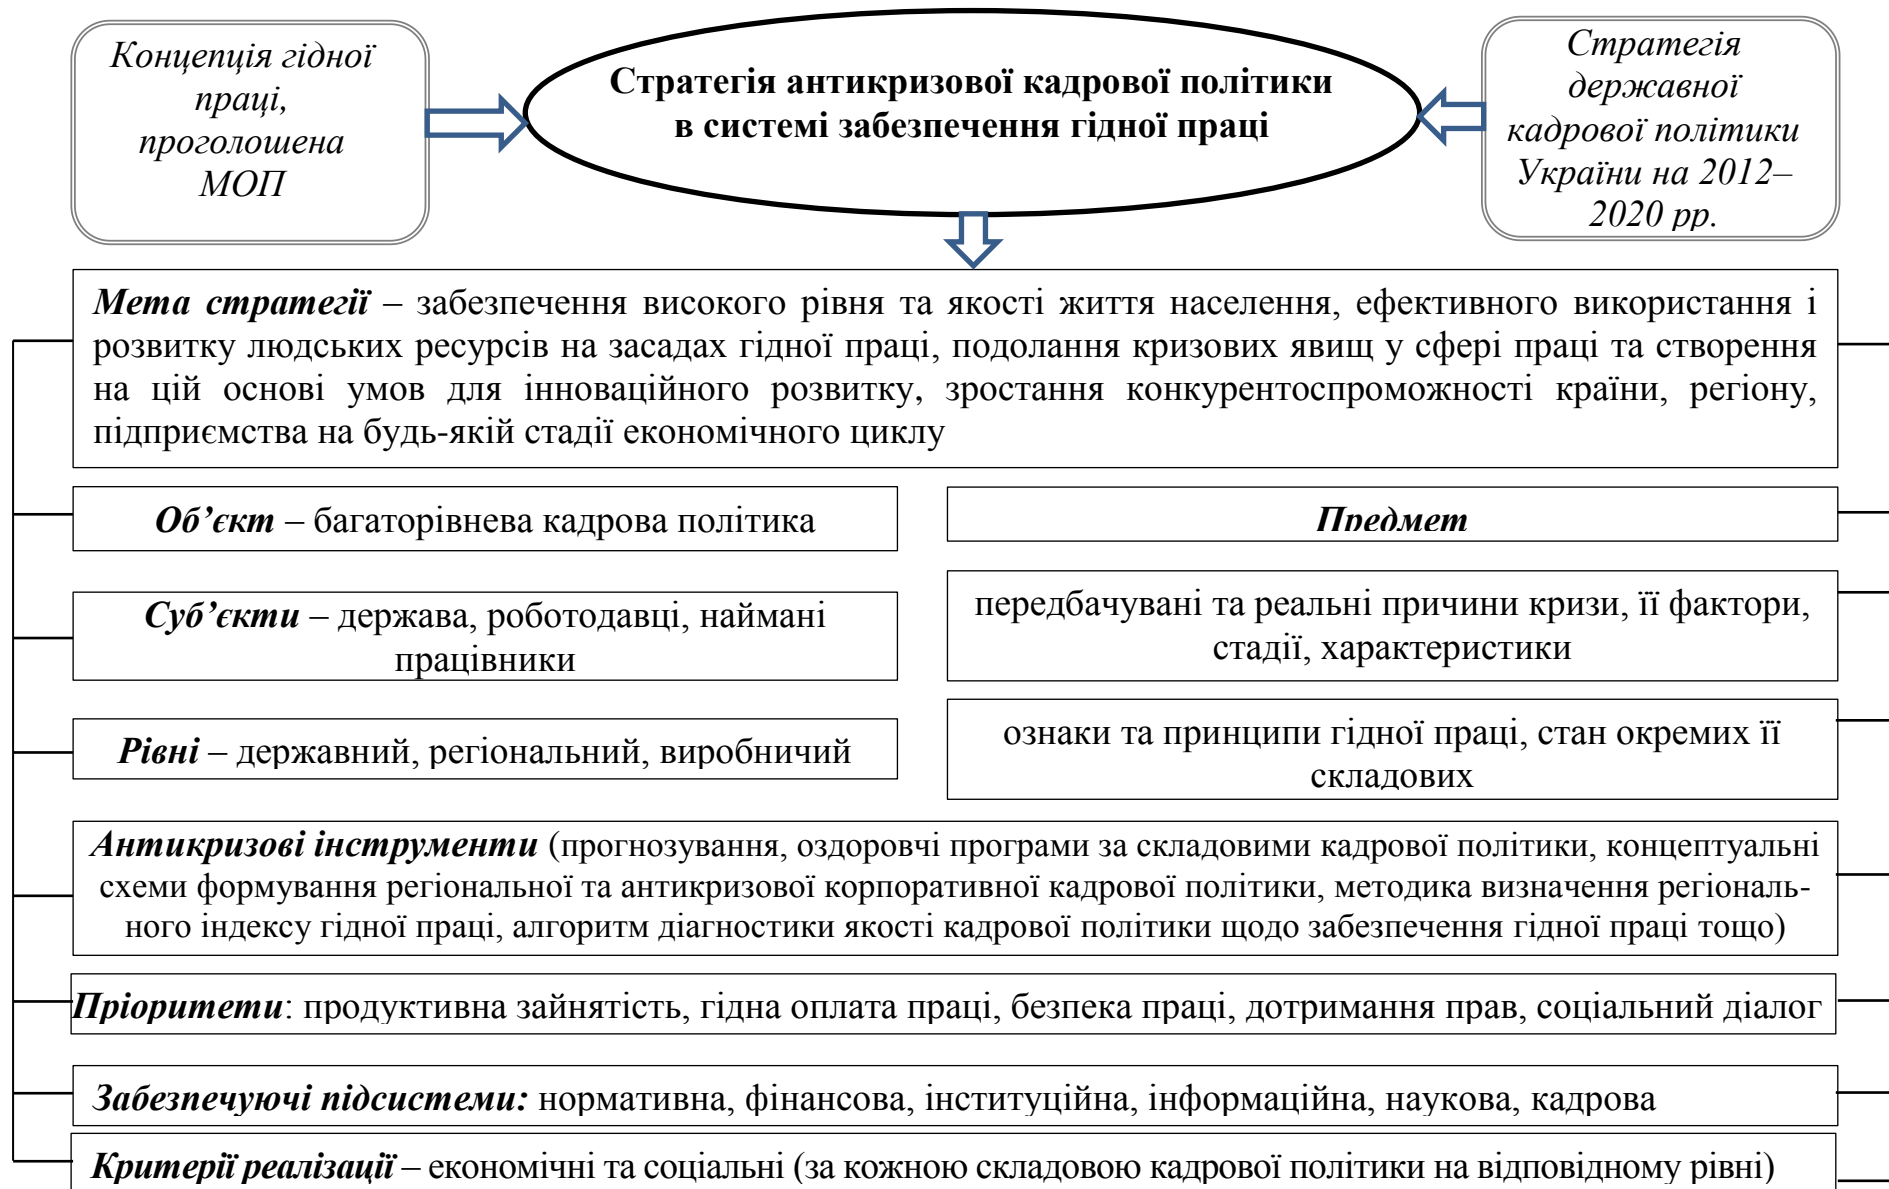 Концепція гідної
праці,
проголошена
МОП
Стратегія антикризової кадрової політики
в системі забезпечення гідної праці
Стратегія
державної
кадрової політики
України на 2012–
2020 рр.
Мета стратегії – забезпечення високого рівня та якості життя населення, ефективного використання і
розвитку людських ресурсів на засадах гідної праці, подолання кризових явищ у сфері праці та створення
на цій основі умов для інноваційного розвитку, зростання конкурентоспроможності країни, регіону,
підприємства на будь-якій стадії економічного циклу
Об’єкт – багаторівнева кадрова політика
Предмет
Суб’єкти – держава, роботодавці, наймані
працівники
передбачувані та реальні причини кризи, її фактори,
стадії, характеристики
Рівні – державний, регіональний, виробничий
ознаки та принципи гідної праці, стан окремих її
складових
Антикризові інструменти (прогнозування, оздоровчі програми за складовими кадрової політики, концептуальні
схеми формування регіональної та антикризової корпоративної кадрової політики, методика визначення регіональ-
ного індексу гідної праці, алгоритм діагностики якості кадрової політики щодо забезпечення гідної праці тощо)
Пріоритети: продуктивна зайнятість, гідна оплата праці, безпека праці, дотримання прав, соціальний діалог
Забезпечуючі підсистеми: нормативна, фінансова, інституційна, інформаційна, наукова, кадрова
Критерії реалізації – економічні та соціальні (за кожною складовою кадрової політики на відповідному рівні)